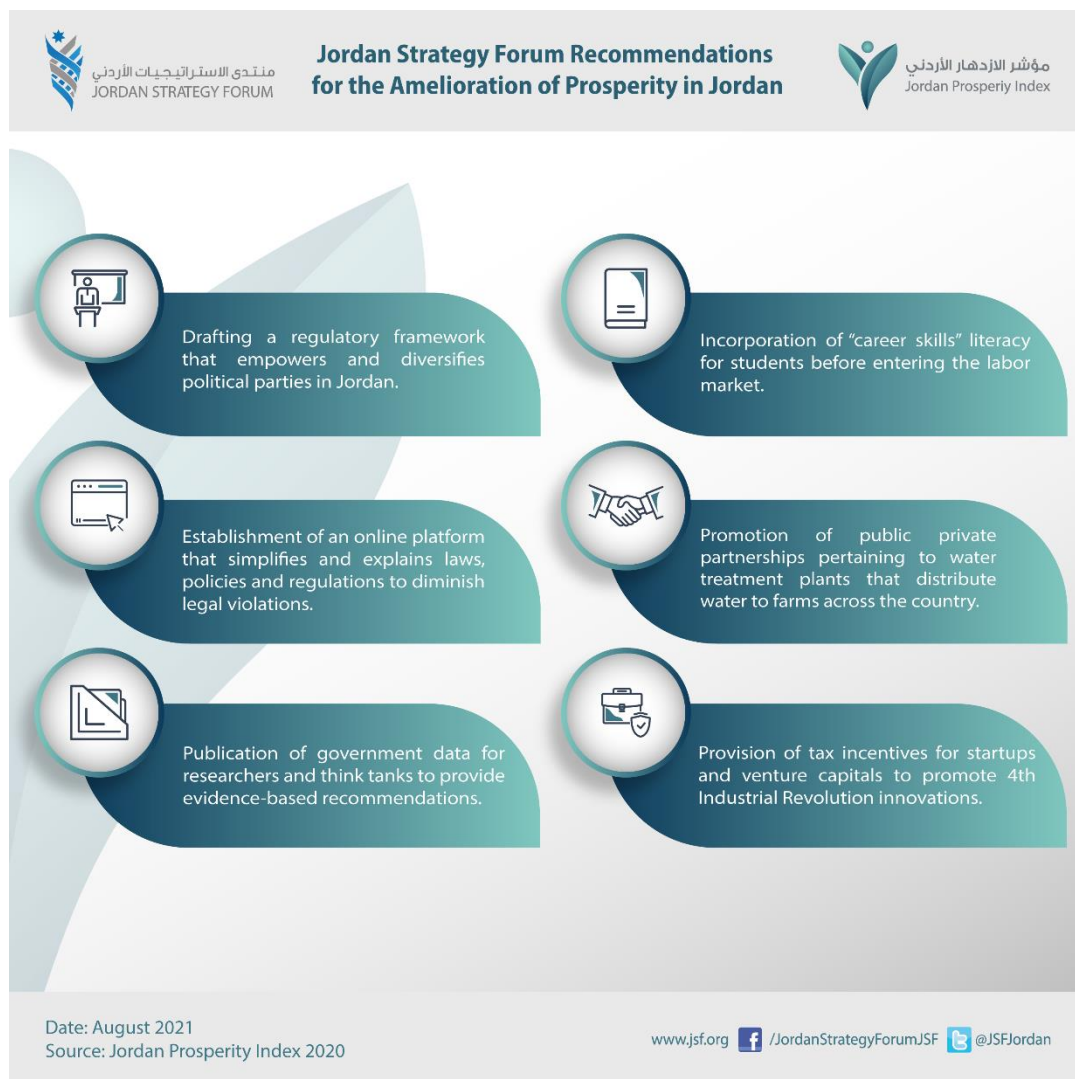 منتدى الاستراتيجيات الأردني
JORDAN STRATEGY FORUM
Jordan Strategy Forum Recommendations
for the Amelioration of Prosperity in Jordan
مؤشر الازدهار الأردني
Jordan Prosperiy Index
Drafting a regulatory framework
that empowers and diversifies
political parties in Jordan.
Incorporation of “career skills” literacy
for students before entering the labor
market.
Establishment of an online platform
that simplifies and explains laws,
policies and regulations to diminish
legal violations.
Promotion of public private
partnerships pertaining to water
treatment plants that distribute
water to farms across the country.
Publication of government data for
researchers and think tanks to provide
evidence-based recommendations.
Provision of tax incentives for startups
and venture capitals to promote 4th
Industrial Revolution innovations.
Date: August 2021
Source: Jordan Prosperity Index 2020
www.jsf.org /JordanStrategyForumJSF @JSFJordan